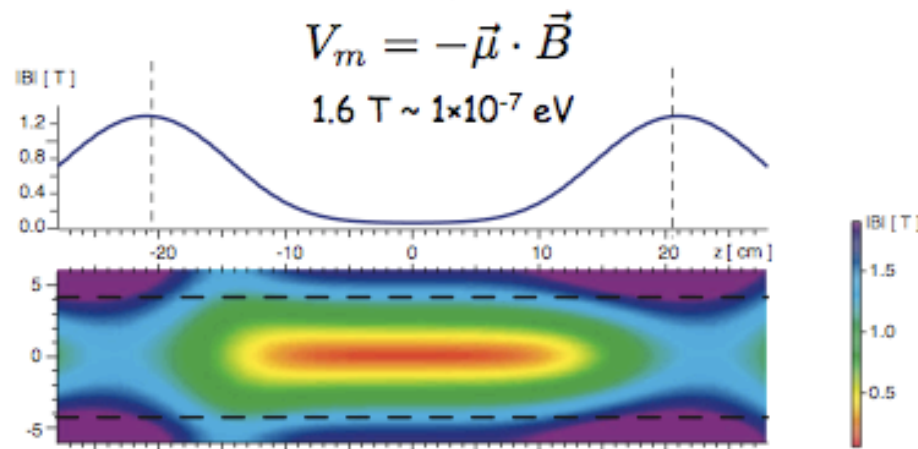 V_m = −μ⃗ · B⃗
|B| [ T ]
1.6 T ~ 1×10⁻⁷ eV
1.2
0.8
0.4
0.0
-20 -10 0 10 20 z [ cm ]
|B| [ T ]
5
0
-5
1.5
1.0
0.5